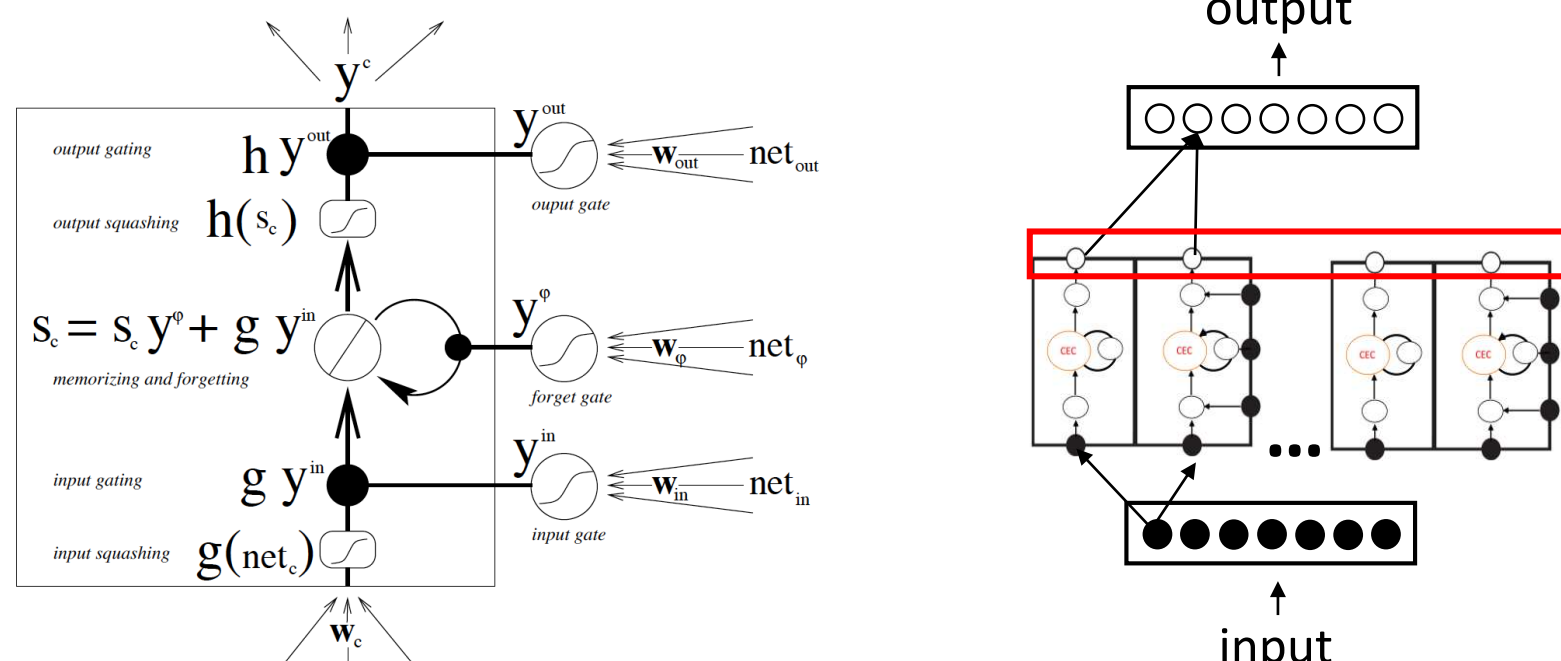 y^c
output gating
h y^out
y^out
w_out
net_out
ouput gate
output squashing
h(s_c)
s_c = s_c y^φ + g y^in
memorizing and forgetting
y^φ
w_φ
net_φ
forget gate
input gating
g y^in
y^in
w_in
net_in
input gate
input squashing
g(net_c)
w_c
output
CEC
CEC
CEC
CEC
...
input